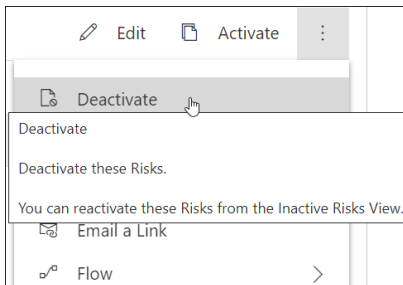 Edit Activate
Deactivate
Deactivate
Deactivate these Risks.
You can reactivate these Risks from the Inactive Risks View.
Email a Link
Flow